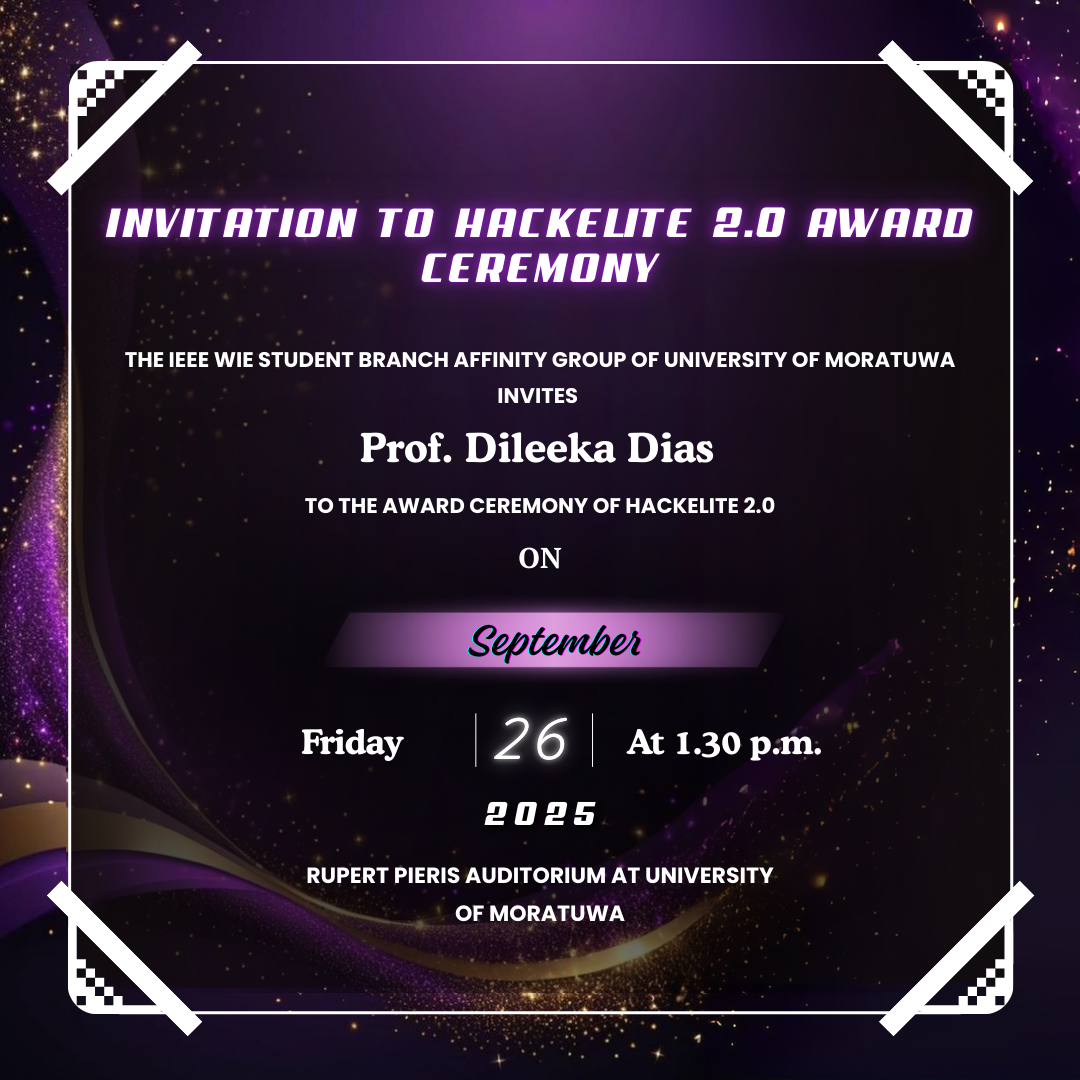 INVITATION TO HACKELITE 2.0 AWARD
CEREMONY
THE IEEE WIE STUDENT BRANCH AFFINITY GROUP OF UNIVERSITY OF MORATUWA
INVITES
Prof. Dileeka Dias
TO THE AWARD CEREMONY OF HACKELITE 2.0
ON
September
Friday 26 At 1.30 p.m.
2025
RUPERT PIERIS AUDITORIUM AT UNIVERSITY
OF MORATUWA